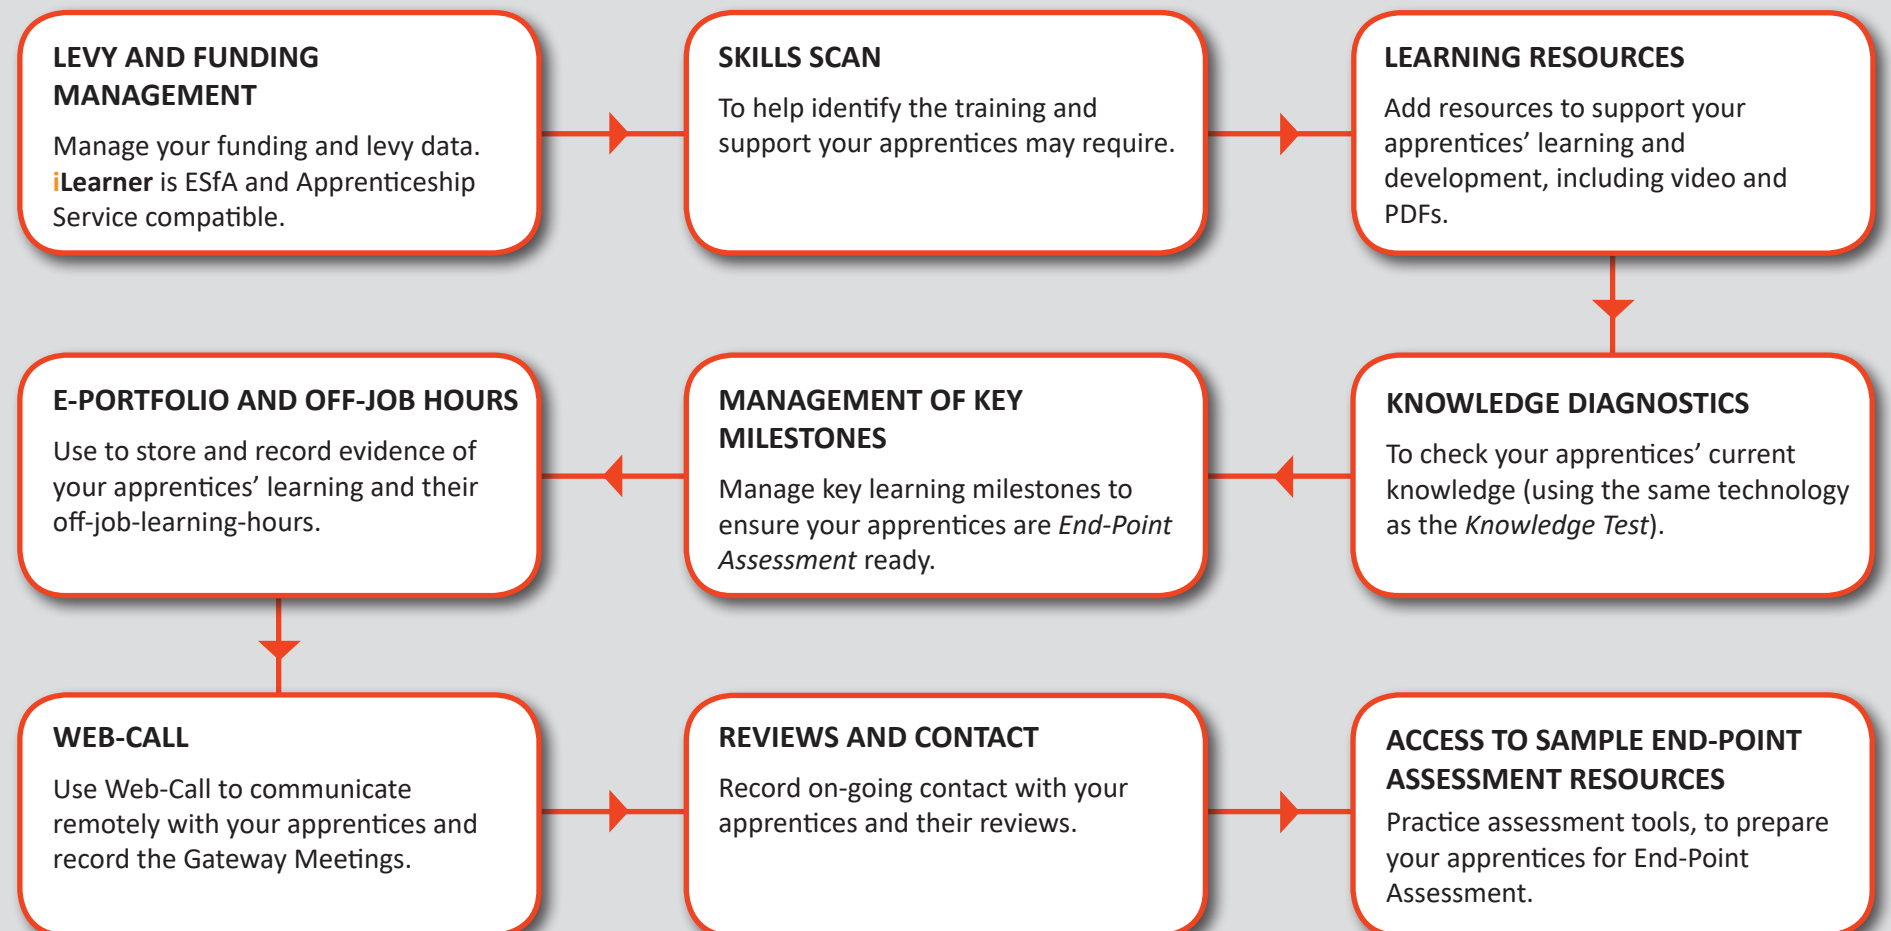 LEVY AND FUNDING
MANAGEMENT
Manage your funding and levy data.
iLearner is ESfA and Apprenticeship
Service compatible.
SKILLS SCAN
To help identify the training and
support your apprentices may require.
LEARNING RESOURCES
Add resources to support your
apprentices’ learning and
development, including video and
PDFs.
KNOWLEDGE DIAGNOSTICS
To check your apprentices’ current
knowledge (using the same technology
as the Knowledge Test).
MANAGEMENT OF KEY
MILESTONES
Manage key learning milestones to
ensure your apprentices are End-Point
Assessment ready.
E-PORTFOLIO AND OFF-JOB HOURS
Use to store and record evidence of
your apprentices’ learning and their
off-job-learning-hours.
WEB-CALL
Use Web-Call to communicate
remotely with your apprentices and
record the Gateway Meetings.
REVIEWS AND CONTACT
Record on-going contact with your
apprentices and their reviews.
ACCESS TO SAMPLE END-POINT
ASSESSMENT RESOURCES
Practice assessment tools, to prepare
your apprentices for End-Point
Assessment.